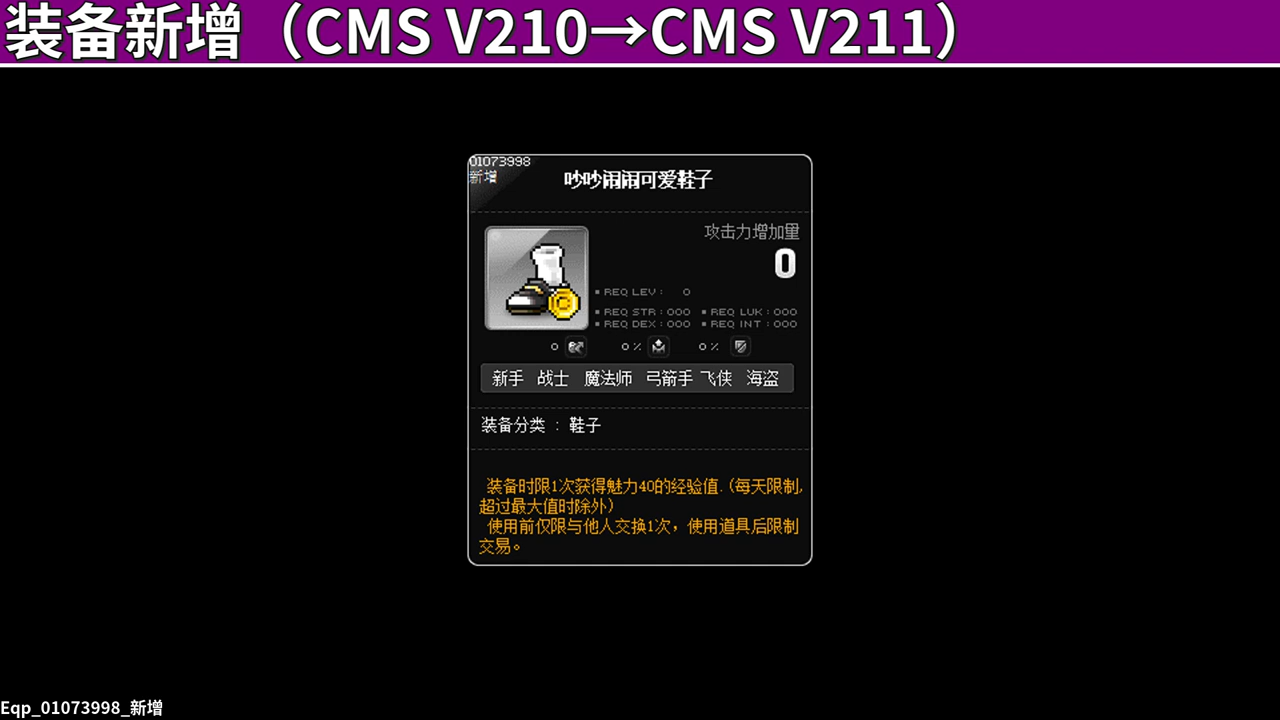 装备新增（CMS V210→CMS V211）
01073998
新增
吵吵闹闹可爱鞋子
攻击力增加量
0
REQ LEV : 0
REQ STR : 000 REQ LUK : 000
REQ DEX : 000 REQ INT : 000
0 0 % 0 %
新手 战士 魔法师 弓箭手 飞侠 海盗
装备分类 : 鞋子
装备时限1次获得魅力40的经验值.(每天限制,
超过最大值时除外)
使用前仅限与他人交换1次，使用道具后限制
交易。
Eqp_01073998_新增